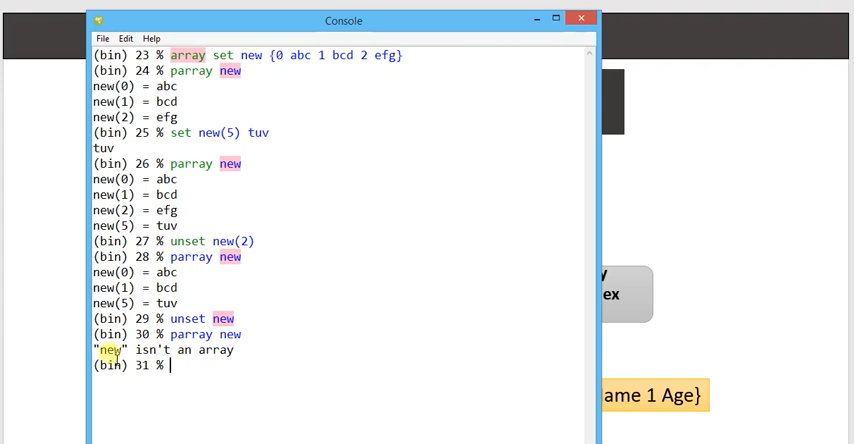 Console
File Edit Help
(bin) 23 % array set new {0 abc 1 bcd 2 efg}
(bin) 24 % parray new
new(0) = abc
new(1) = bcd
new(2) = efg
(bin) 25 % set new(5) tuv
tuv
(bin) 26 % parray new
new(0) = abc
new(1) = bcd
new(2) = efg
new(5) = tuv
(bin) 27 % unset new(2)
(bin) 28 % parray new
new(0) = abc
new(1) = bcd
new(5) = tuv
(bin) 29 % unset new
(bin) 30 % parray new
"new" isn't an array
(bin) 31 %
y
ex
lame 1 Age}